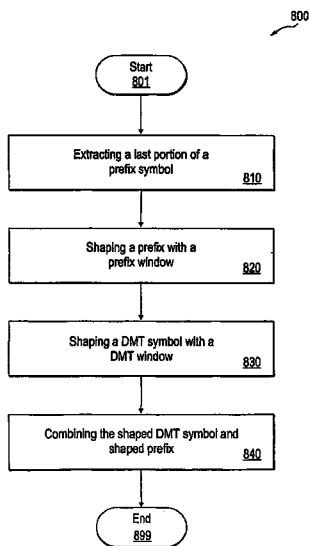 800
Start
801
Extracting a last portion of a
prefix symbol
810
Shaping a prefix with a
prefix window
820
Shaping a DMT symbol with a
DMT window
830
Combining the shaped DMT symbol and
shaped prefix
840
End
899